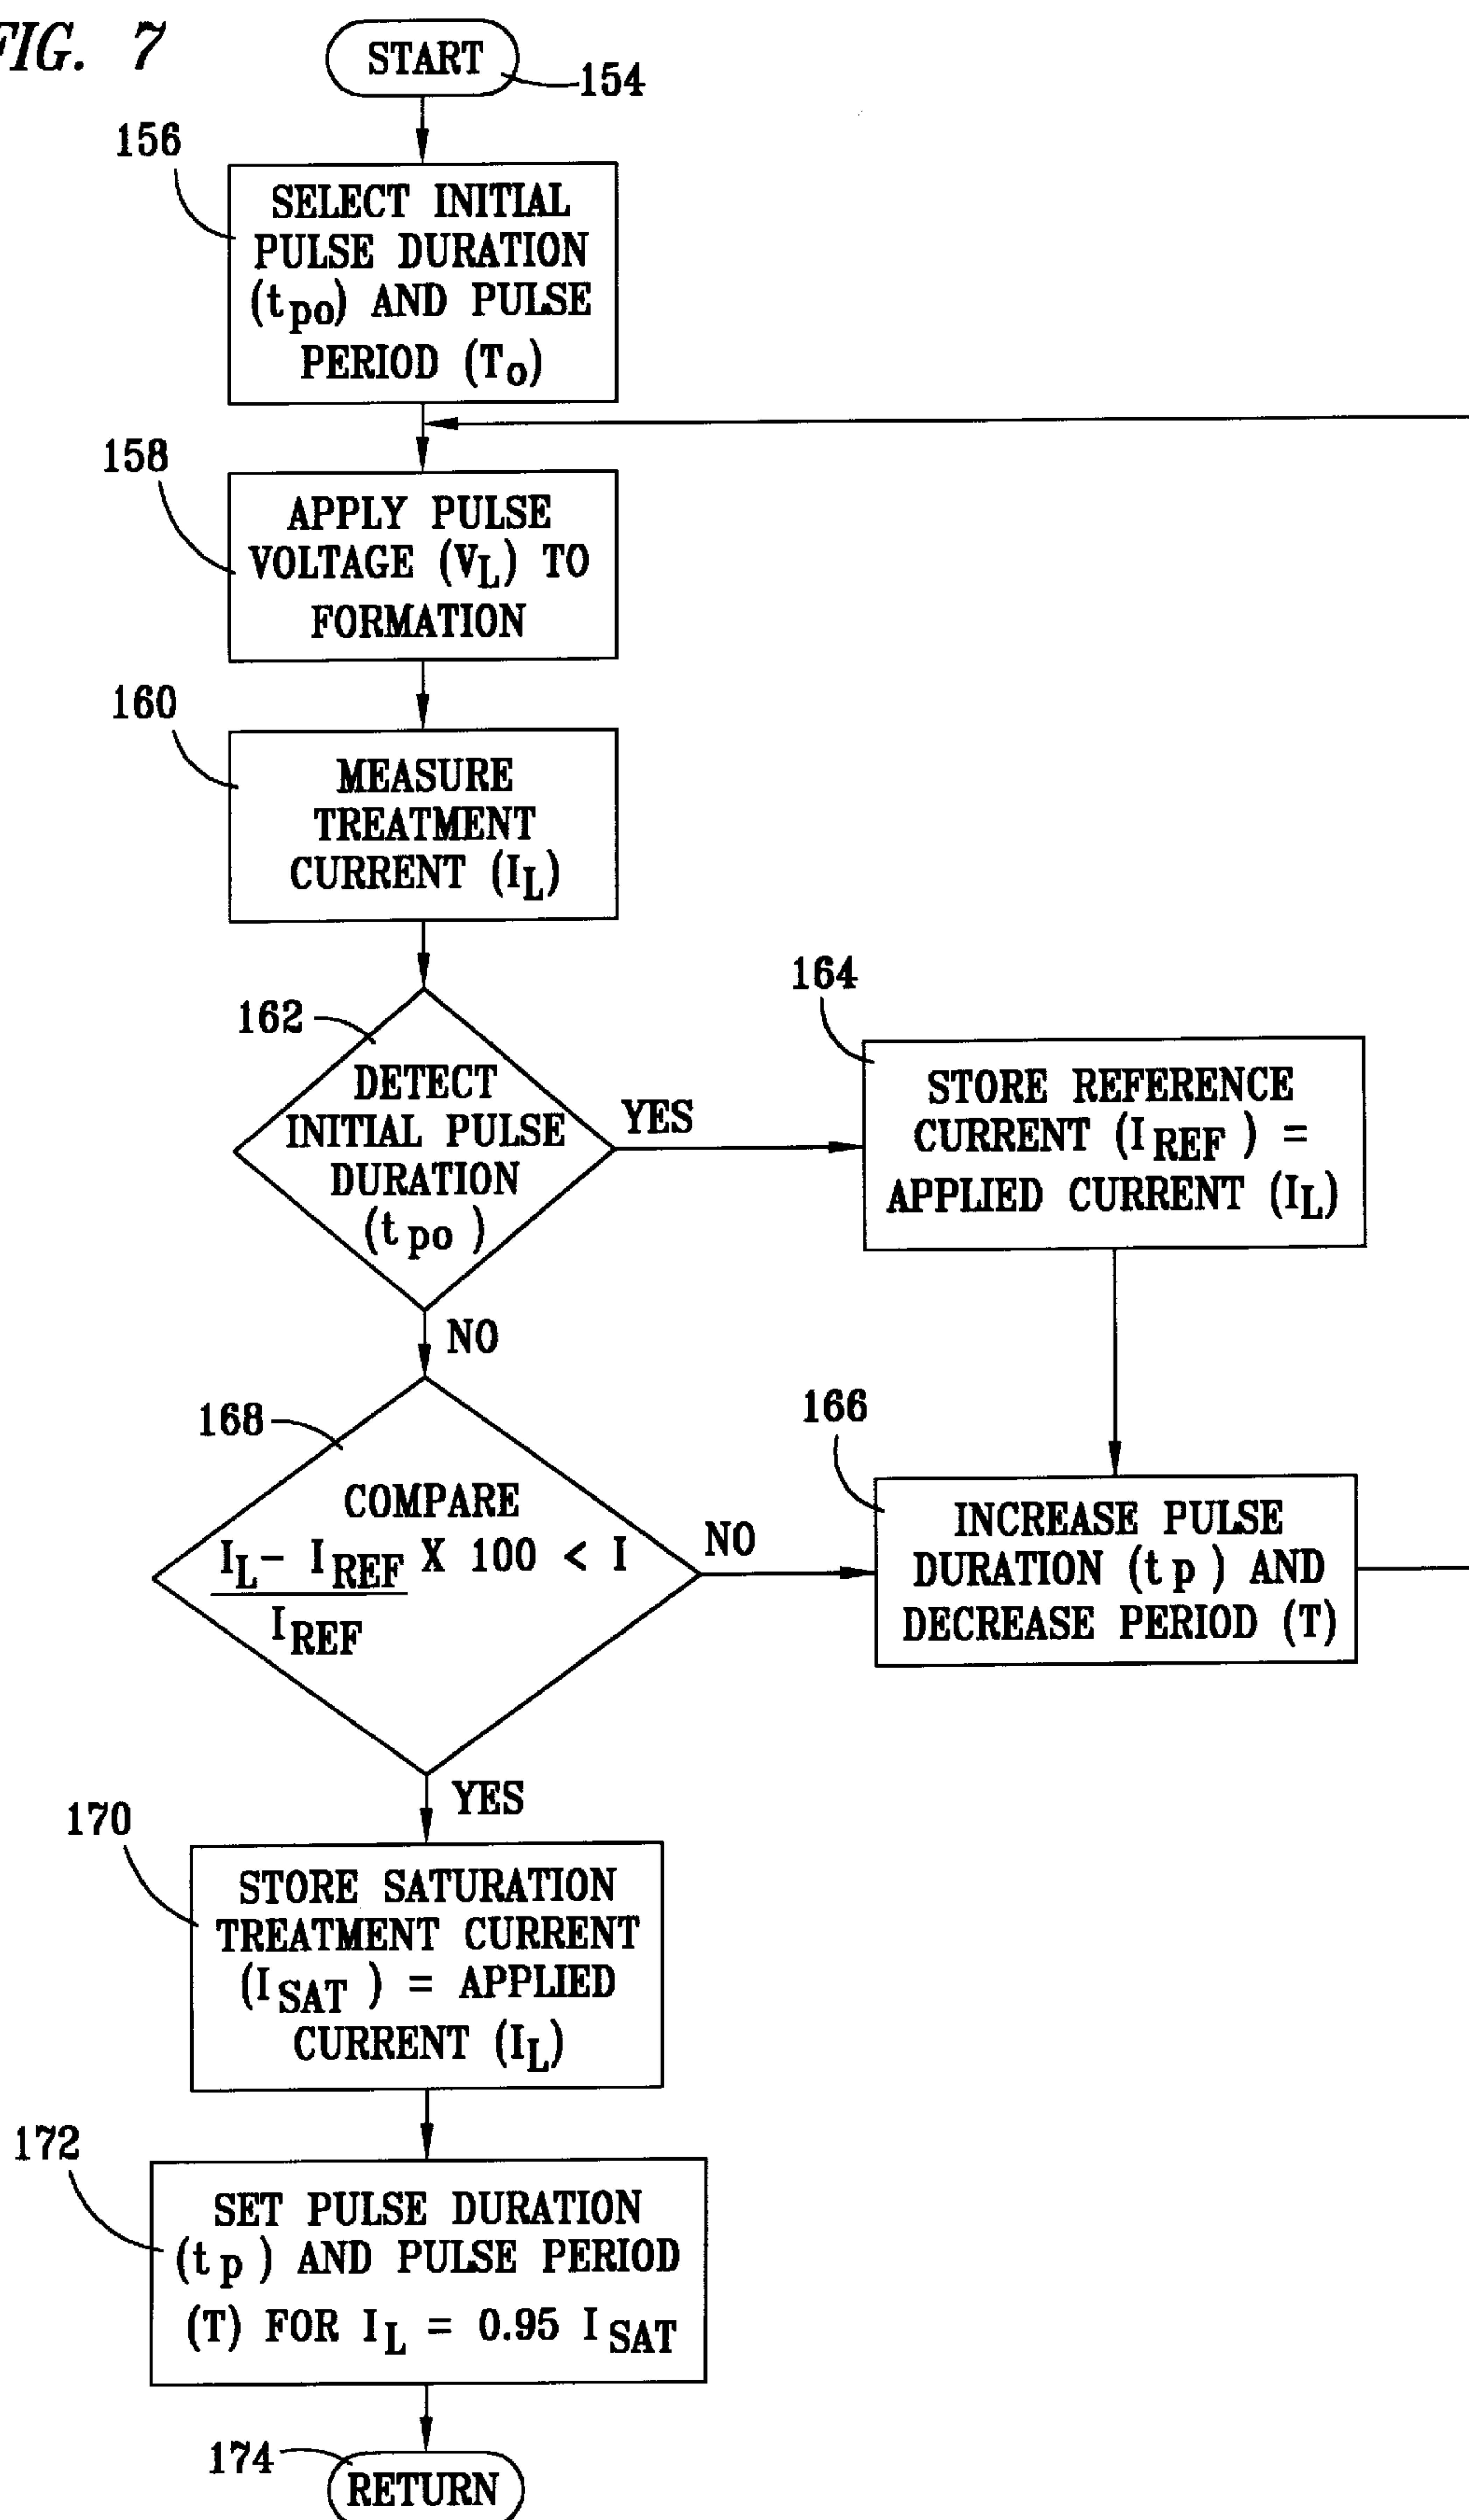 FIG. 7
START
154
156
SELECT INITIAL
PULSE DURATION
(tpo) AND PULSE
PERIOD (To)
158
APPLY PULSE
VOLTAGE (VL) TO
FORMATION
160
MEASURE
TREATMENT
CURRENT (IL)
162
DETECT
INITIAL PULSE
DURATION
(tpo)
YES
164
STORE REFERENCE
CURRENT (IREF) =
APPLIED CURRENT (IL)
NO
168
COMPARE
IL - IREF X 100 < I
IREF
NO
166
INCREASE PULSE
DURATION (tp) AND
DECREASE PERIOD (T)
YES
170
STORE SATURATION
TREATMENT CURRENT
(ISAT) = APPLIED
CURRENT (IL)
172
SET PULSE DURATION
(tp) AND PULSE PERIOD
(T) FOR IL = 0.95 ISAT
174
RETURN